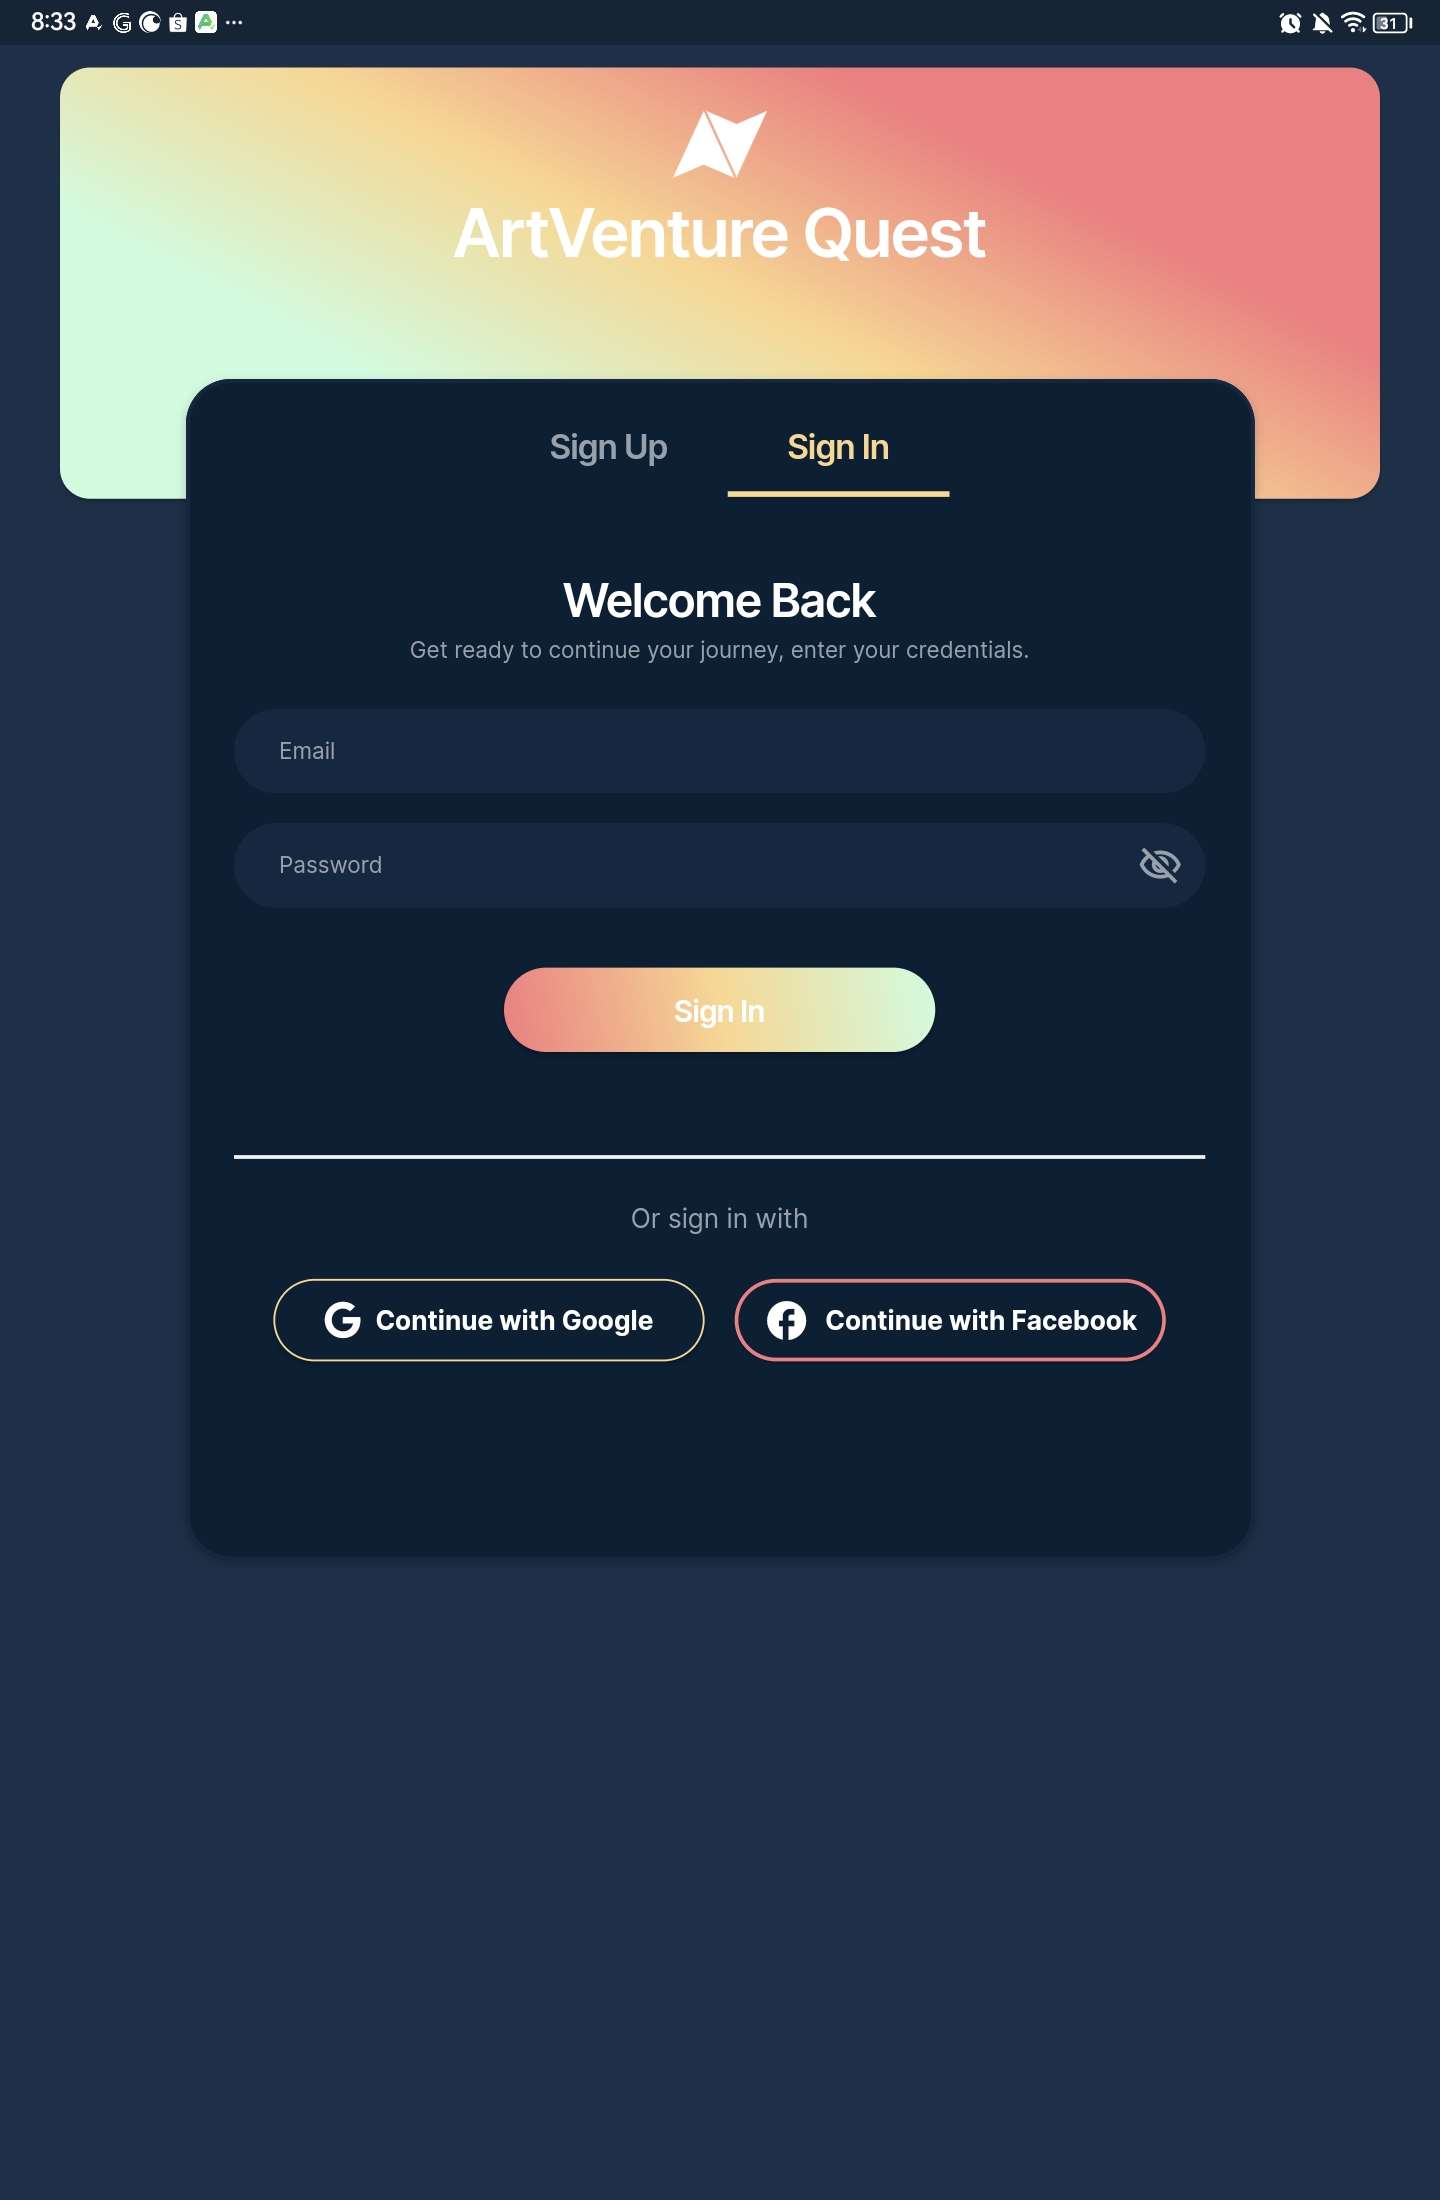 8:33
31
ArtVenture Quest
Sign Up
Sign In
Welcome Back
Get ready to continue your journey, enter your credentials.
Email
Password
Sign In
Or sign in with
Continue with Google
Continue with Facebook